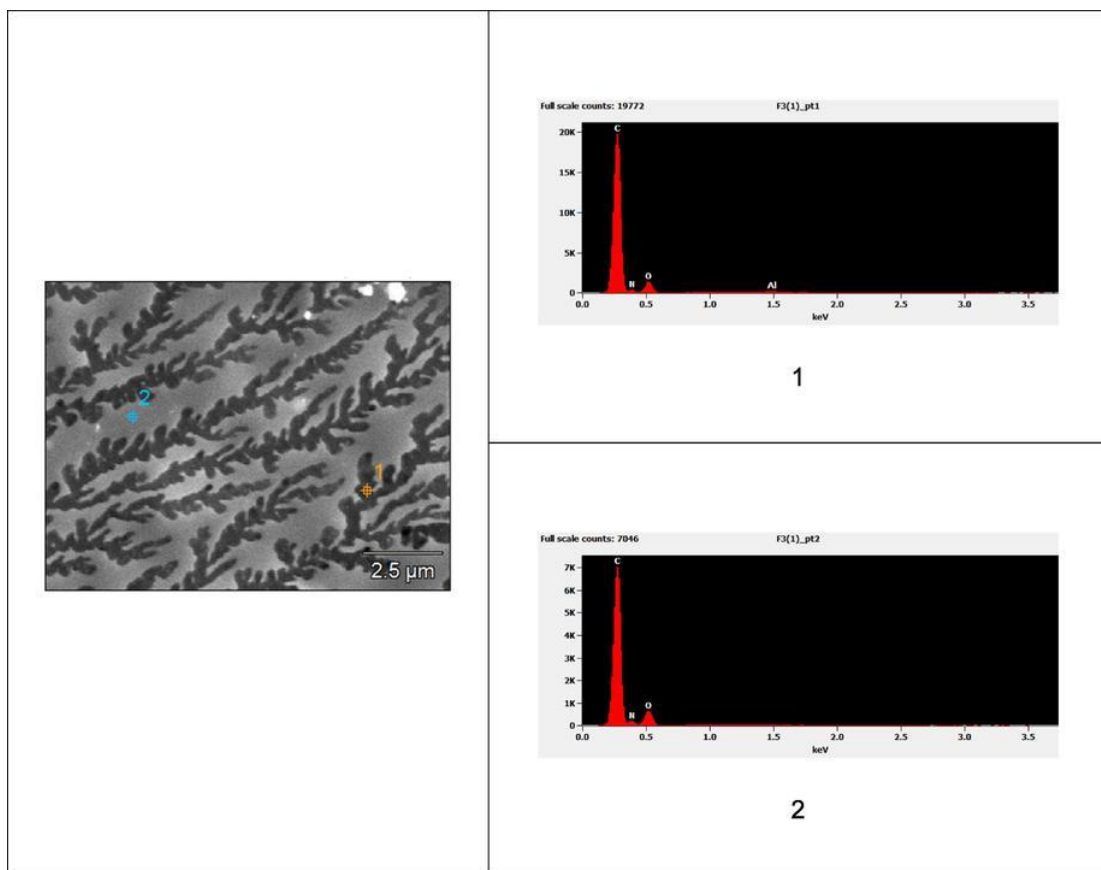 2
1
2.5 µm
Full scale counts: 19772 F3(1)_pt1
20K
15K
10K
5K
0
C
N
O
Al
0.0 0.5 1.0 1.5 2.0 2.5 3.0 3.5
keV
1
Full scale counts: 7046 F3(1)_pt2
7K
6K
5K
4K
3K
2K
1K
0
C
N
O
0.0 0.5 1.0 1.5 2.0 2.5 3.0 3.5
keV
2